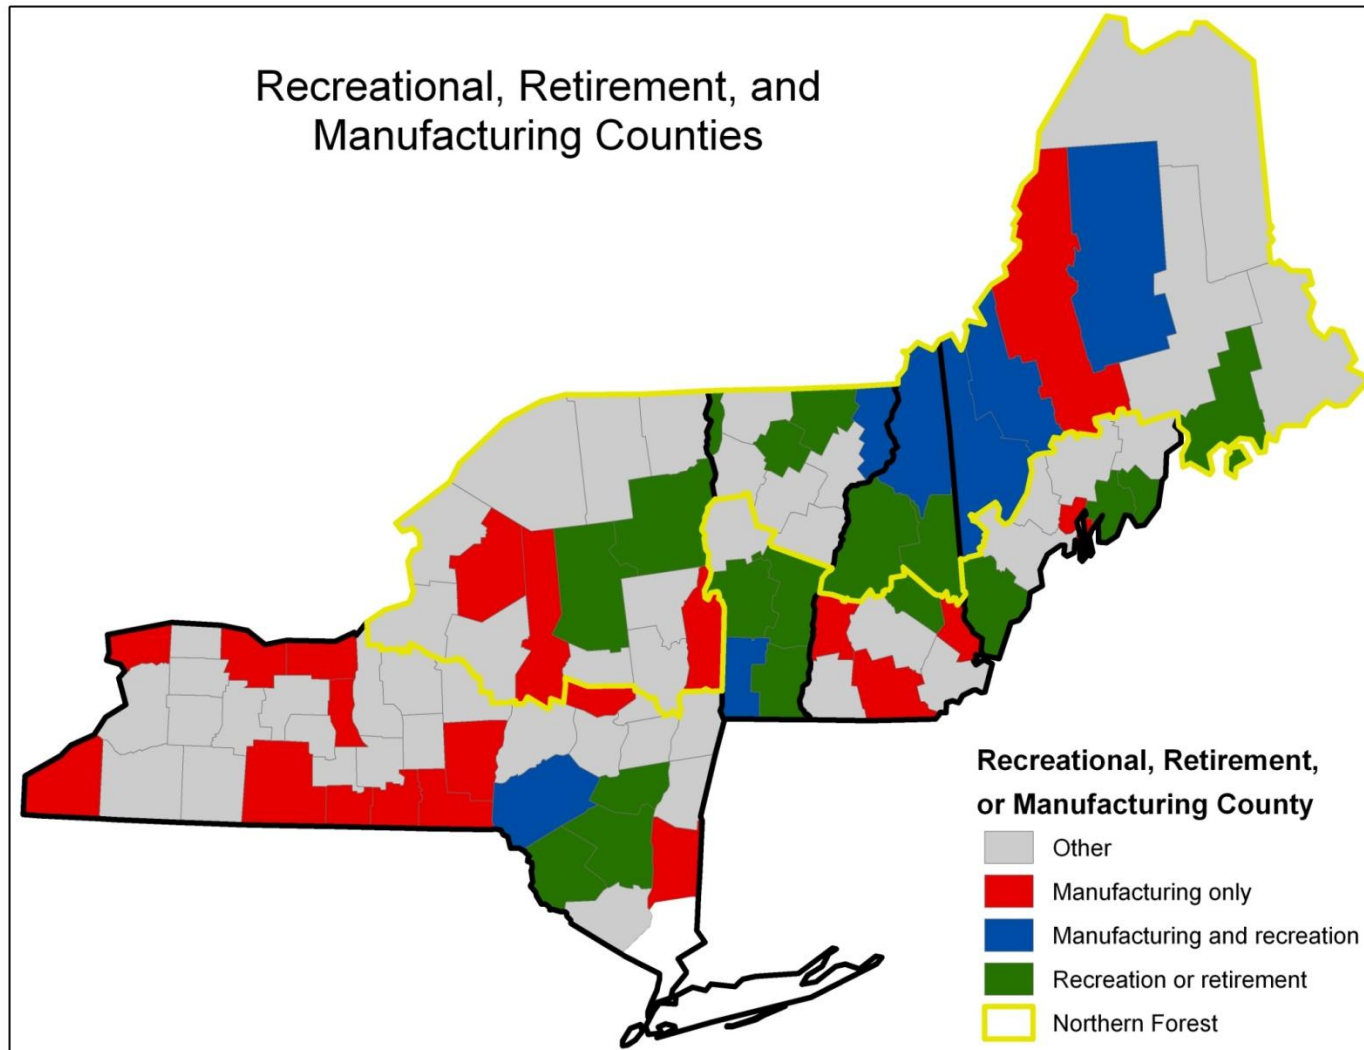 Recreational, Retirement, and
Manufacturing Counties
Recreational, Retirement,
or Manufacturing County
Other
Manufacturing only
Manufacturing and recreation
Recreation or retirement
Northern Forest